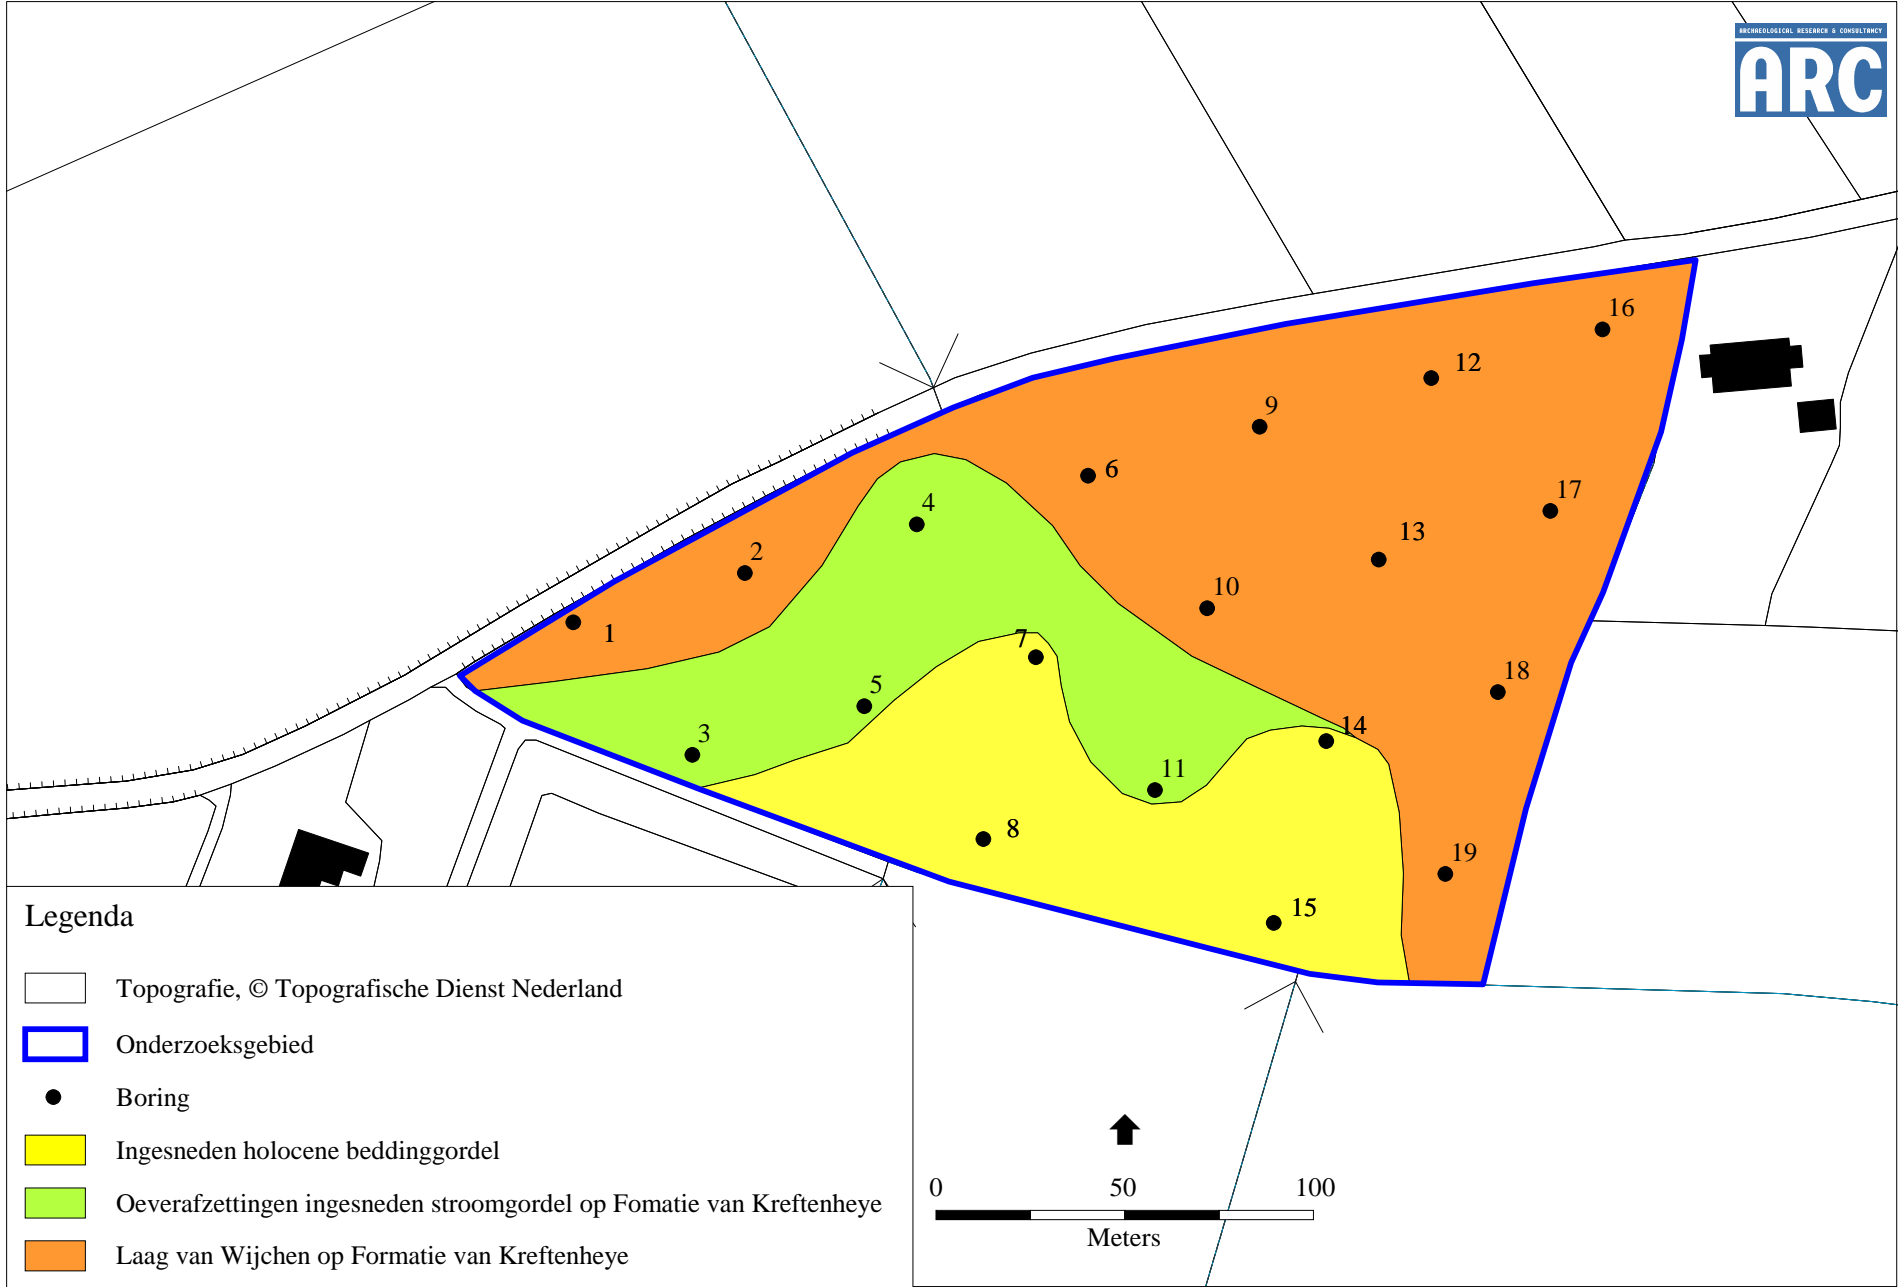 ARCHAEOLOGICAL RESEARCH & CONSULTANCY
ARC
16
12
9
6
17
4
13
2
10
1
7
18
5
14
3
11
8
19
15
Legenda
Topografie, © Topografische Dienst Nederland
Onderzoeksgebied
Boring
Ingesneden holocene beddinggordel
Oeverafzettingen ingesneden stroomgordel op Fomatie van Kreftenheye
Laag van Wijchen op Formatie van Kreftenheye
0 50 100
Meters